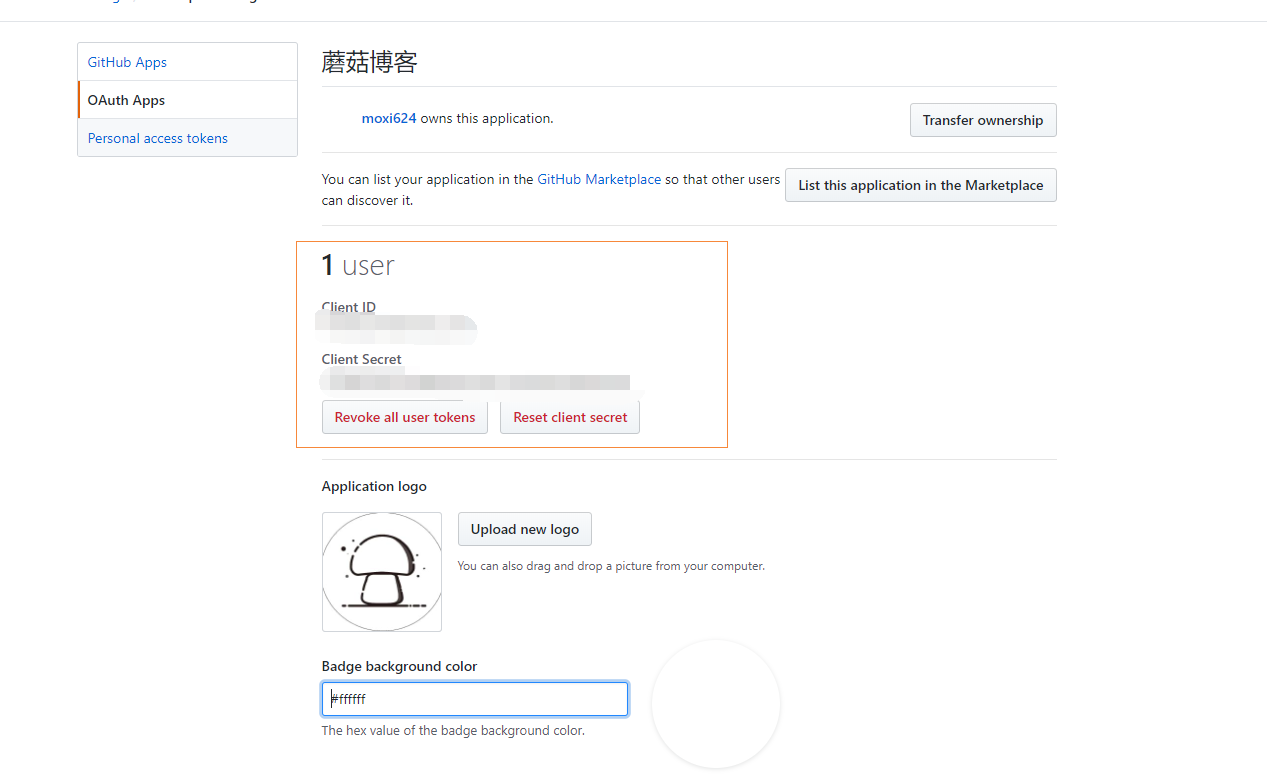 GitHub Apps
OAuth Apps
Personal access tokens
蘑菇博客
moxi624 owns this application.
Transfer ownership
You can list your application in the GitHub Marketplace so that other users
can discover it.
List this application in the Marketplace
1 user
Client ID
Client Secret
Revoke all user tokens
Reset client secret
Application logo
Upload new logo
You can also drag and drop a picture from your computer.
Badge background color
#ffffff
The hex value of the badge background color.